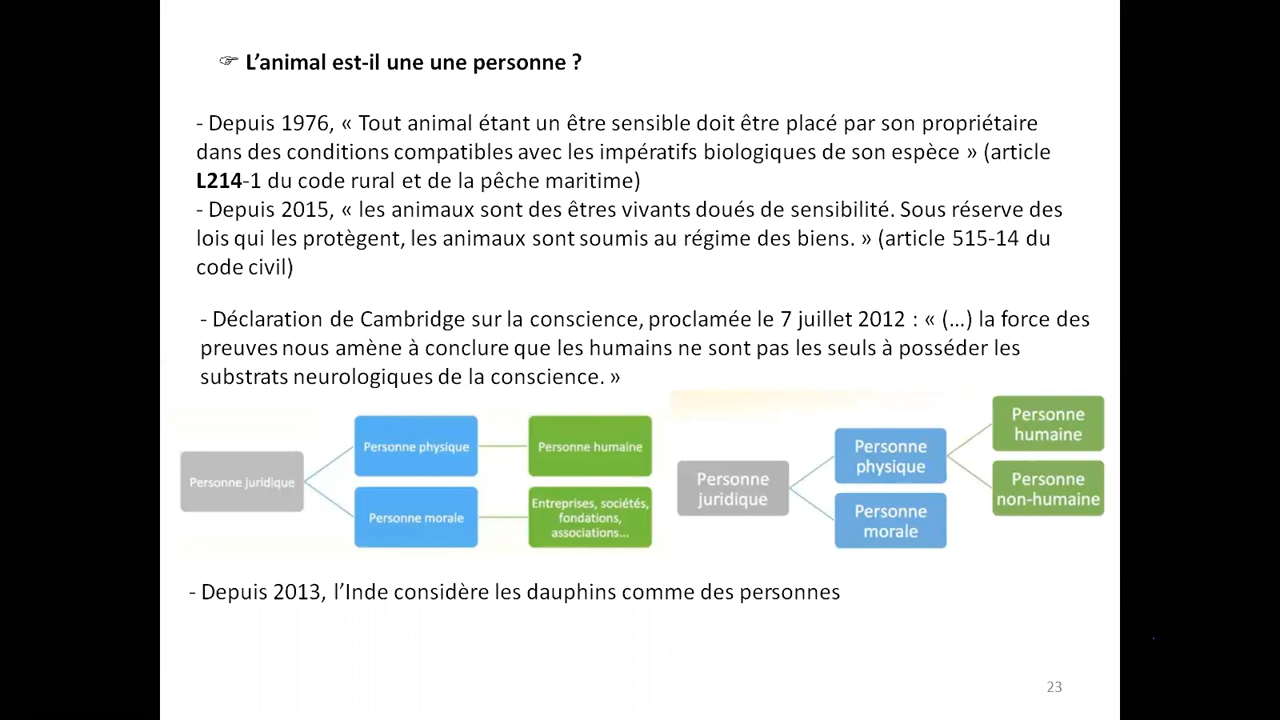 ☞ L’animal est-il une une personne ?
- Depuis 1976, « Tout animal étant un être sensible doit être placé par son propriétaire
dans des conditions compatibles avec les impératifs biologiques de son espèce » (article
L214-1 du code rural et de la pêche maritime)
- Depuis 2015, « les animaux sont des êtres vivants doués de sensibilité. Sous réserve des
lois qui les protègent, les animaux sont soumis au régime des biens. » (article 515-14 du
code civil)
- Déclaration de Cambridge sur la conscience, proclamée le 7 juillet 2012 : « (…) la force des
preuves nous amène à conclure que les humains ne sont pas les seuls à posséder les
substrats neurologiques de la conscience. »
Personne juridique
Personne physique
Personne humaine
Personne morale
Entreprises, sociétés,
fondations,
associations...
Personne
juridique
Personne
physique
Personne
morale
Personne
humaine
Personne
non-humaine
- Depuis 2013, l’Inde considère les dauphins comme des personnes
23